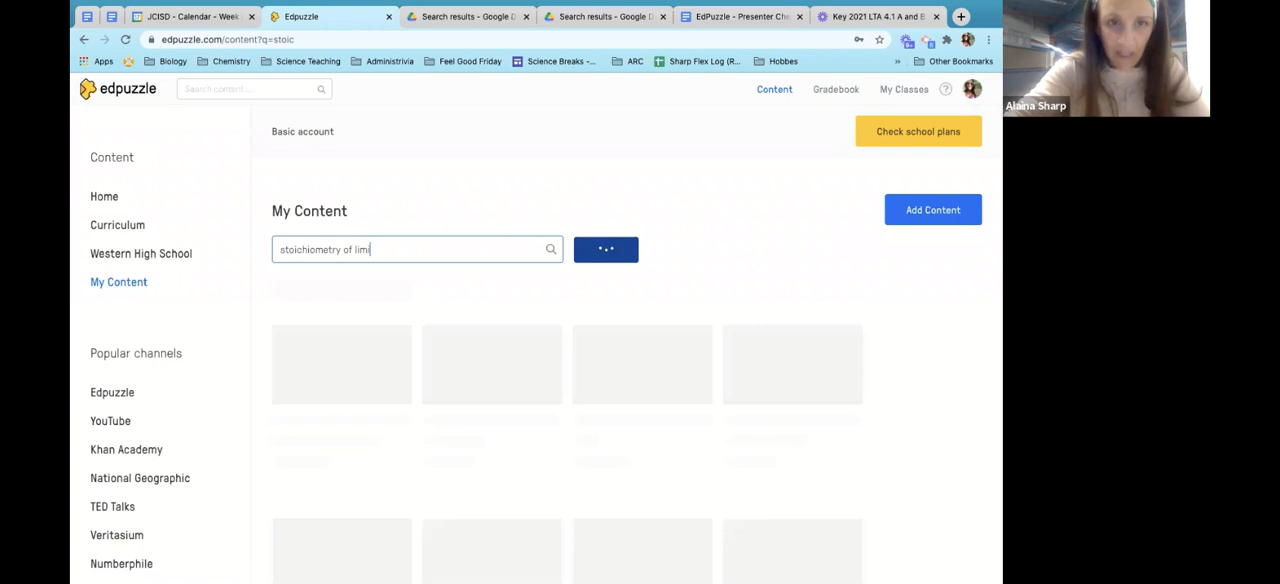 JCISD - Calendar - Week
Edpuzzle
Search results - Google D
Search results - Google D
EdPuzzle - Presenter Che
Key 2021 LTA 4.1 A and B
edpuzzle.com/content?q=stoic
Apps
Biology
Chemistry
Science Teaching
Administrivia
Feel Good Friday
Science Breaks -...
ARC
Sharp Flex Log (R...
Hobbes
»
Other Bookmarks
edpuzzle
Search content...
Content
Gradebook
My Classes
?
Alaina Sharp
Basic account
Check school plans
Content
Home
Curriculum
Western High School
My Content
My Content
Add Content
stoichiometry of limi
Popular channels
Edpuzzle
YouTube
Khan Academy
National Geographic
TED Talks
Veritasium
Numberphile